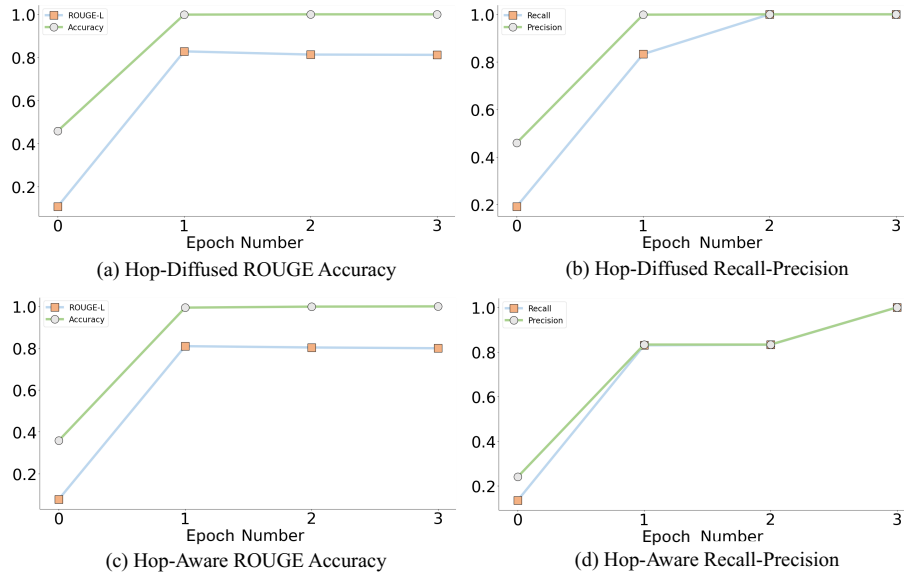 ROUGE-L
Accuracy
1.0
0.8
0.6
0.4
0.2
0 1 2 3
Epoch Number
(a) Hop-Diffused ROUGE Accuracy
Recall
Precision
1.0
0.8
0.6
0.4
0.2
0 1 2 3
Epoch Number
(b) Hop-Diffused Recall-Precision
ROUGE-L
Accuracy
1.0
0.8
0.6
0.4
0.2
0 1 2 3
Epoch Number
(c) Hop-Aware ROUGE Accuracy
Recall
Precision
1.0
0.8
0.6
0.4
0.2
0 1 2 3
Epoch Number
(d) Hop-Aware Recall-Precision